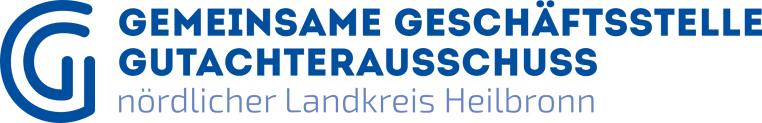 GEMEINSAME GESCHÄFTSSTELLE
GUTACHTERAUSSCHUSS
nördlicher Landkreis Heilbronn